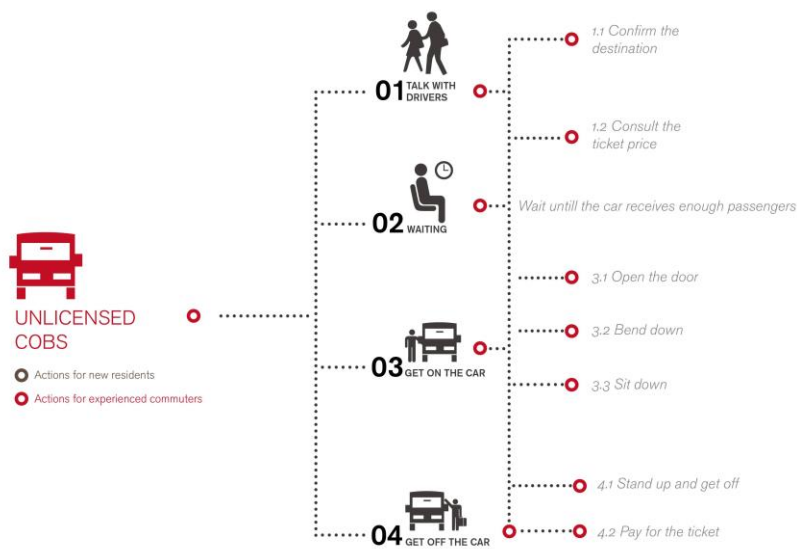 UNLICENSED
COBS
Actions for new residents
Actions for experienced commuters
01 TALK WITH
DRIVERS
1.1 Confirm the
destination
1.2 Consult the
ticket price
02 WAITING
Wait untill the car receives enough passengers
03 GET ON THE CAR
3.1 Open the door
3.2 Bend down
3.3 Sit down
04 GET OFF THE CAR
4.1 Stand up and get off
4.2 Pay for the ticket